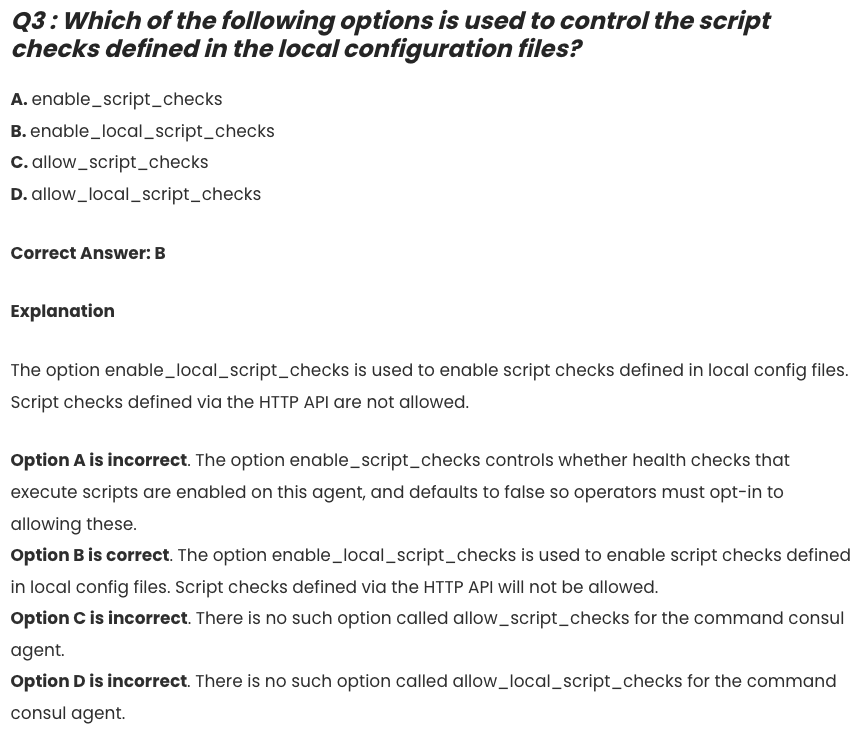 Q3 : Which of the following options is used to control the script
checks defined in the local configuration files?
A. enable_script_checks
B. enable_local_script_checks
C. allow_script_checks
D. allow_local_script_checks
Correct Answer: B
Explanation
The option enable_local_script_checks is used to enable script checks defined in local config files.
Script checks defined via the HTTP API are not allowed.
Option A is incorrect. The option enable_script_checks controls whether health checks that
execute scripts are enabled on this agent, and defaults to false so operators must opt-in to
allowing these.
Option B is correct. The option enable_local_script_checks is used to enable script checks defined
in local config files. Script checks defined via the HTTP API will not be allowed.
Option C is incorrect. There is no such option called allow_script_checks for the command consul
agent.
Option D is incorrect. There is no such option called allow_local_script_checks for the command
consul agent.